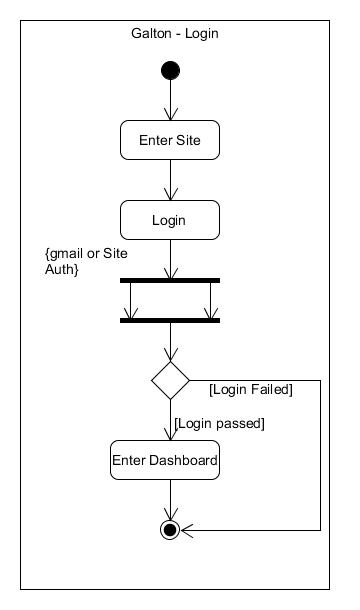 Galton - Login
Enter Site
Login
{gmail or Site
Auth}
[Login Failed]
[Login passed]
Enter Dashboard